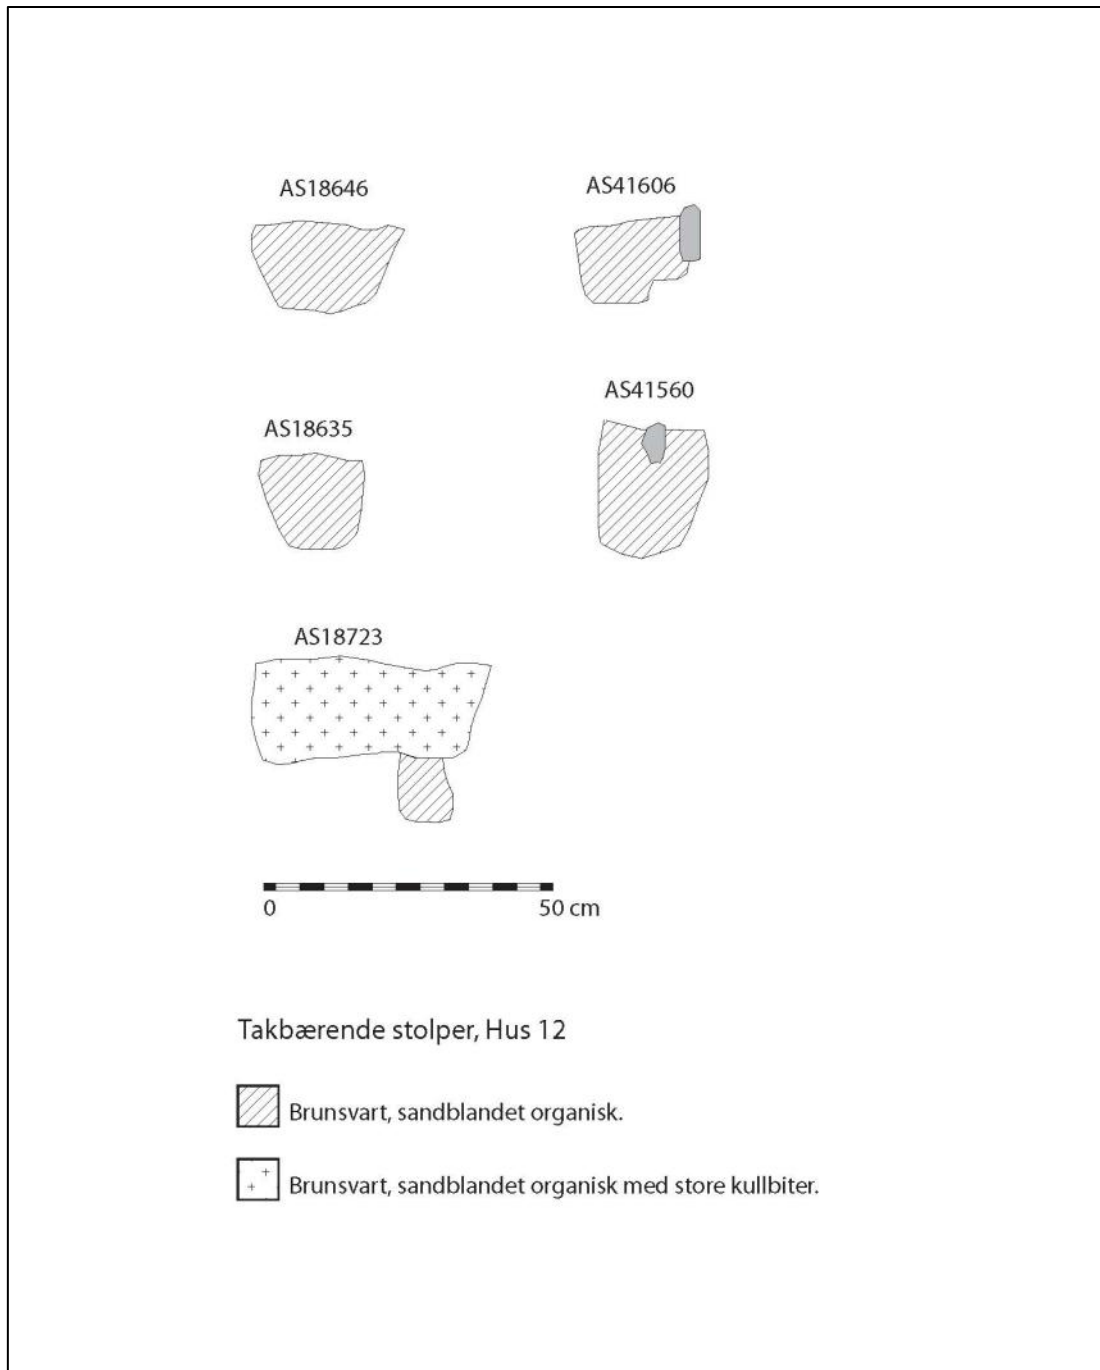 AS18646
AS41606
AS41560
AS18635
AS18723
0
50 cm
Takbærende stolper, Hus 12
Brunsvart, sandblandet organisk.
Brunsvart, sandblandet organisk med store kullbiter.